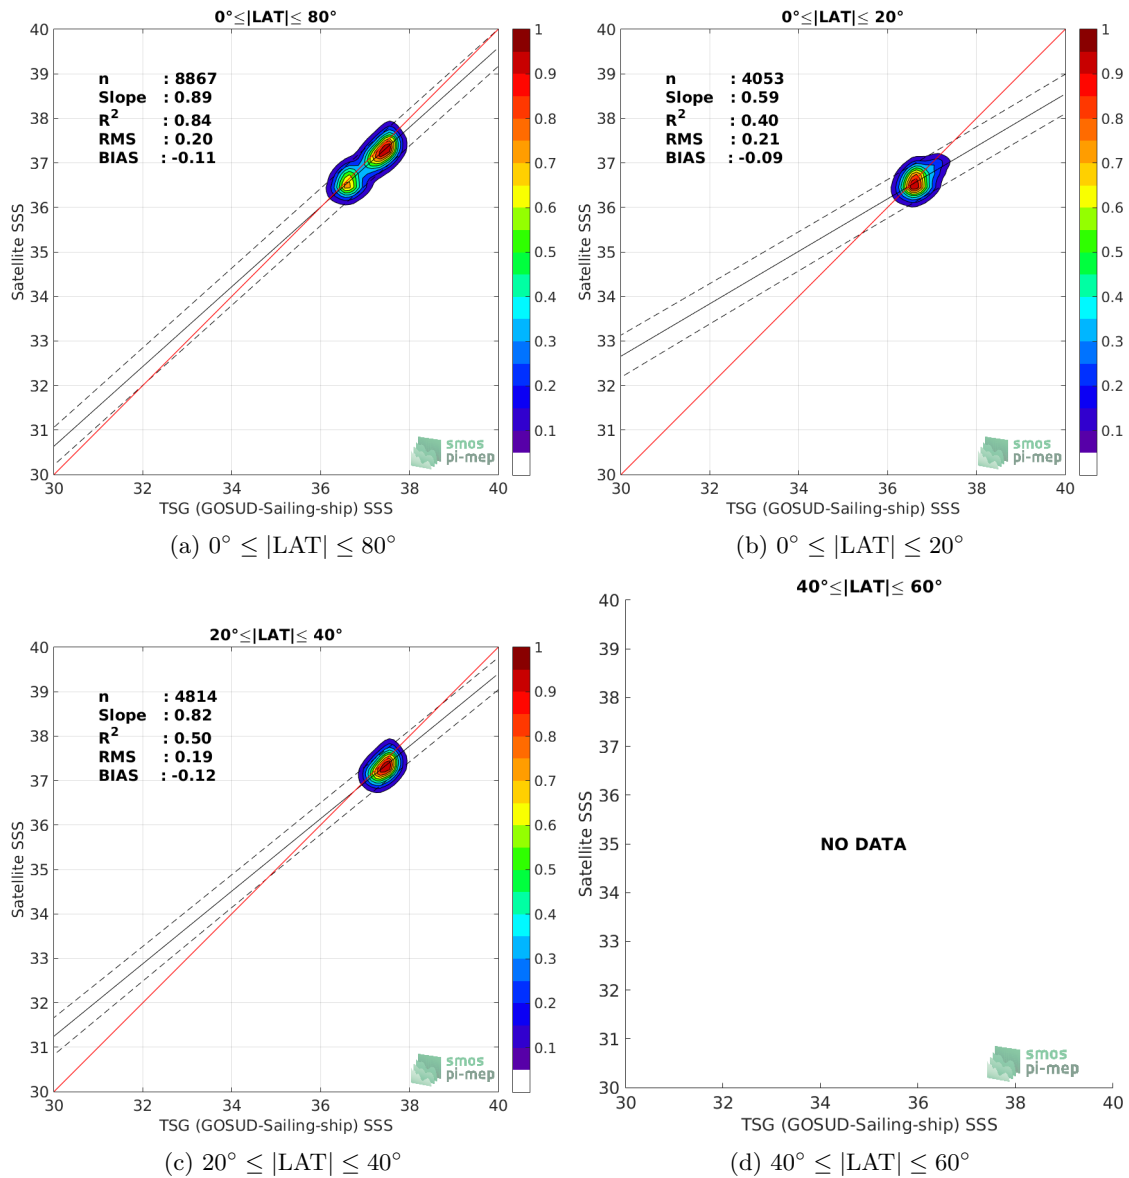 0°≤|LAT|≤ 80°
40
39
38
37
36
35
34
33
32
31
30
Satellite SSS
n : 8867
Slope : 0.89
R² : 0.84
RMS : 0.20
BIAS : -0.11
smos
pi-mep
30 32 34 36 38 40
TSG (GOSUD-Sailing-ship) SSS
1
0.9
0.8
0.7
0.6
0.5
0.4
0.3
0.2
0.1
(a) 0° ≤ |LAT| ≤ 80°
0°≤|LAT|≤ 20°
40
39
38
37
36
35
34
33
32
31
30
Satellite SSS
n : 4053
Slope : 0.59
R² : 0.40
RMS : 0.21
BIAS : -0.09
smos
pi-mep
30 32 34 36 38 40
TSG (GOSUD-Sailing-ship) SSS
1
0.9
0.8
0.7
0.6
0.5
0.4
0.3
0.2
0.1
(b) 0° ≤ |LAT| ≤ 20°
20°≤|LAT|≤ 40°
40
39
38
37
36
35
34
33
32
31
30
Satellite SSS
n : 4814
Slope : 0.82
R² : 0.50
RMS : 0.19
BIAS : -0.12
smos
pi-mep
30 32 34 36 38 40
TSG (GOSUD-Sailing-ship) SSS
1
0.9
0.8
0.7
0.6
0.5
0.4
0.3
0.2
0.1
(c) 20° ≤ |LAT| ≤ 40°
40°≤|LAT|≤ 60°
40
39
38
37
36
35
34
33
32
31
30
Satellite SSS
NO DATA
smos
pi-mep
30 32 34 36 38 40
TSG (GOSUD-Sailing-ship) SSS
(d) 40° ≤ |LAT| ≤ 60°